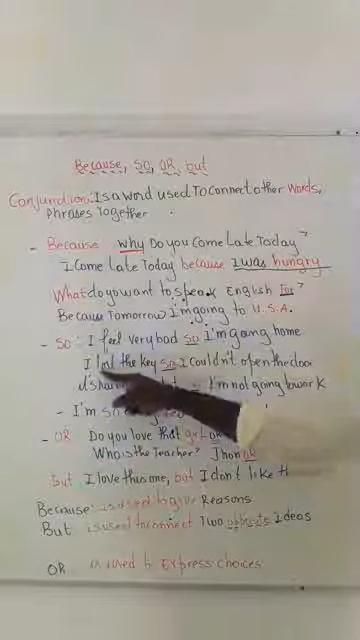 Because, SO, OR, but
Conjunction: Is a word used To connect other Words,
Phrases Together
- Because why Do you Come Late Today?
I Come Late Today because I was hungry
What do you want to speak English For?
Because Tomorrow I'm going to U.S.A.
- SO: I feel very bad so I'm going home
I lost the key so I couldn't open the doo
I'm not going to work
- I'm so
- OR Do you love that OR
Who is the Teacher? Jhon OR
But I love this one, but I don't like
Because: is used to give Reasons
But is used to connect Two Ideas
OR is used to Express choices